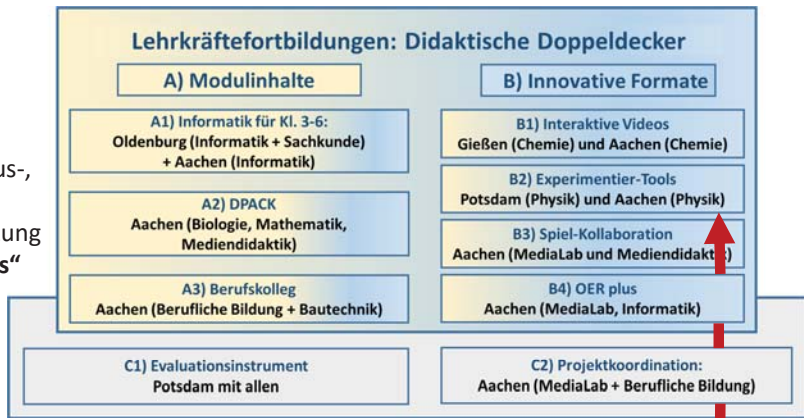 us-,
ung
s“
Lehrkräftefortbildungen: Didaktische Doppeldecker
A) Modulinhalte
A1) Informatik für Kl. 3-6:
Oldenburg (Informatik + Sachkunde)
+ Aachen (Informatik)
A2) DPACK
Aachen (Biologie, Mathematik,
Mediendidaktik)
A3) Berufskolleg
Aachen (Berufliche Bildung + Bautechnik)
B) Innovative Formate
B1) Interaktive Videos
Gießen (Chemie) und Aachen (Chemie)
B2) Experimentier-Tools
Potsdam (Physik) und Aachen (Physik)
B3) Spiel-Kollaboration
Aachen (MediaLab und Mediendidaktik)
B4) OER plus
Aachen (MediaLab, Informatik)
C1) Evaluationsinstrument
Potsdam mit allen
C2) Projektkoordination:
Aachen (MediaLab + Berufliche Bildung)